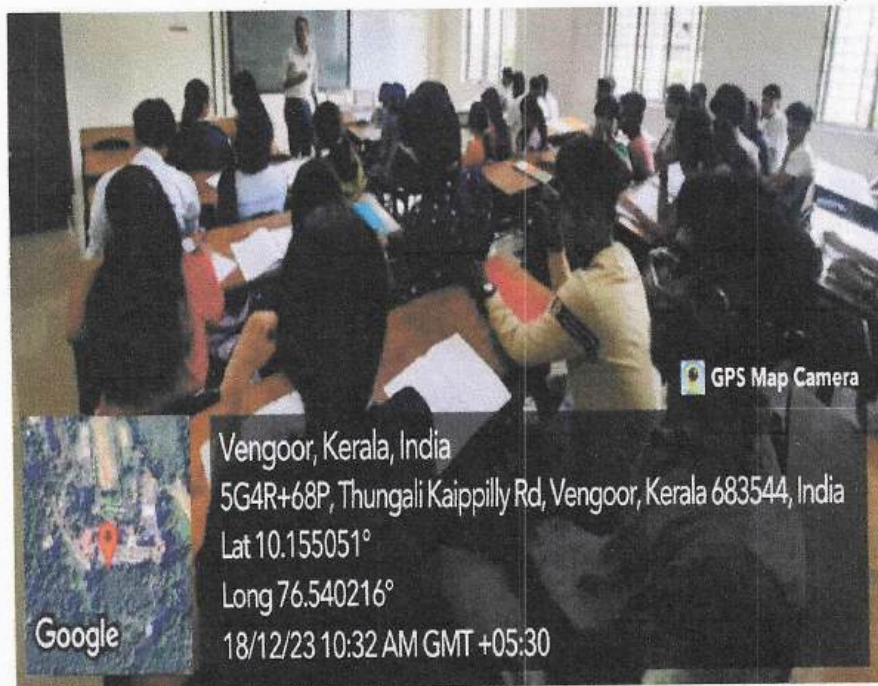 GPS Map Camera
Vengoor, Kerala, India
5G4R+68P, Thungali Kaippilly Rd, Vengoor, Kerala 683544, India
Lat 10.155051°
Long 76.540216°
18/12/23 10:32 AM GMT +05:30
Google